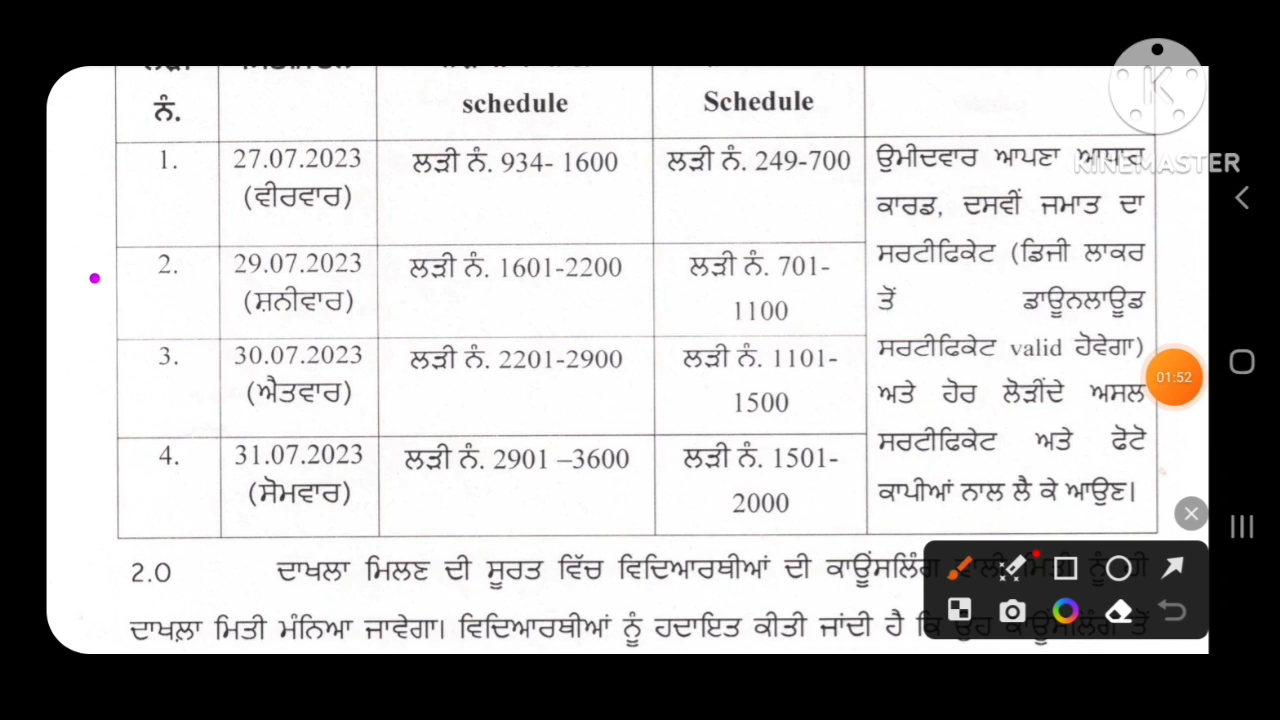 ਨੰ.
schedule
Schedule
1.
27.07.2023
(ਵੀਰਵਾਰ)
ਲੜੀ ਨੰ. 934- 1600
ਲੜੀ ਨੰ. 249-700
2.
29.07.2023
(ਸ਼ਨੀਵਾਰ)
ਲੜੀ ਨੰ. 1601-2200
ਲੜੀ ਨੰ. 701-
1100
3.
30.07.2023
(ਐਤਵਾਰ)
ਲੜੀ ਨੰ. 2201-2900
ਲੜੀ ਨੰ. 1101-
1500
4.
31.07.2023
(ਸੋਮਵਾਰ)
ਲੜੀ ਨੰ. 2901 –3600
ਲੜੀ ਨੰ. 1501-
2000
ਉਮੀਦਵਾਰ ਆਪਣਾ ਆਧਾਰ
ਕਾਰਡ, ਦਸਵੀਂ ਜਮਾਤ ਦਾ
ਸਰਟੀਫਿਕੇਟ (ਡਿਜੀ ਲਾਕਰ
ਤੋਂ ਡਾਊਨਲਾਊਡ
ਸਰਟੀਫਿਕੇਟ valid ਹੋਵੇਗਾ)
ਅਤੇ ਹੋਰ ਲੋੜੀਂਦੇ ਅਸਲ
ਸਰਟੀਫਿਕੇਟ ਅਤੇ ਫੋਟੋ
ਕਾਪੀਆਂ ਨਾਲ ਲੈ ਕੇ ਆਉਣ।
KINEMASTER
01:52
2.0 ਦਾਖਲਾ ਮਿਲਣ ਦੀ ਸੂਰਤ ਵਿੱਚ ਵਿਦਿਆਰਥੀਆਂ ਦੀ ਕਾਊਂਸਲਿੰਗ ਵਾਲੀ ਮਿਤੀ ਨੂੰ ਹੀ
ਦਾਖਲਾ ਮਿਤੀ ਮੰਨਿਆ ਜਾਵੇਗਾ। ਵਿਦਿਆਰਥੀਆਂ ਨੂੰ ਹਦਾਇਤ ਕੀਤੀ ਜਾਂਦੀ ਹੈ ਕਿ ਉਹ ਕਾਊਂਸਲਿੰਗ ਤੋਂ